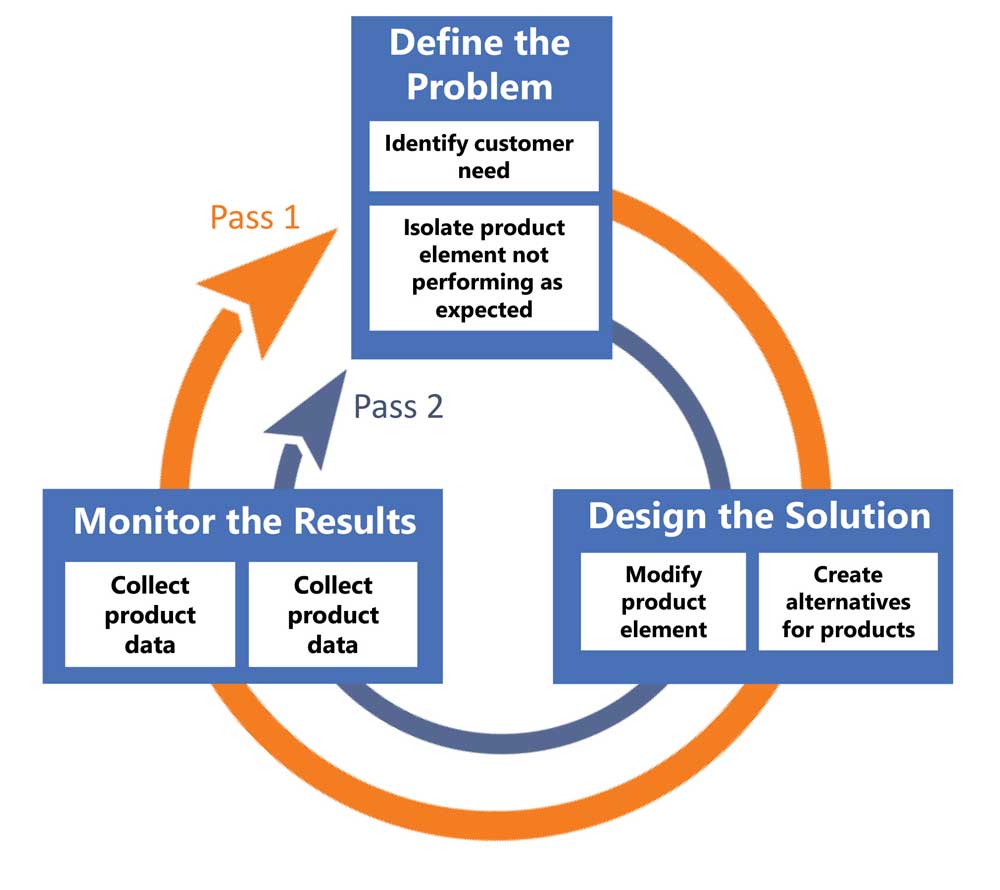 Define the
Problem
Identify customer
need
Isolate product
element not
performing as
expected
Pass 1
Pass 2
Monitor the Results
Collect
product
data
Collect
product
data
Design the Solution
Modify
product
element
Create
alternatives
for products